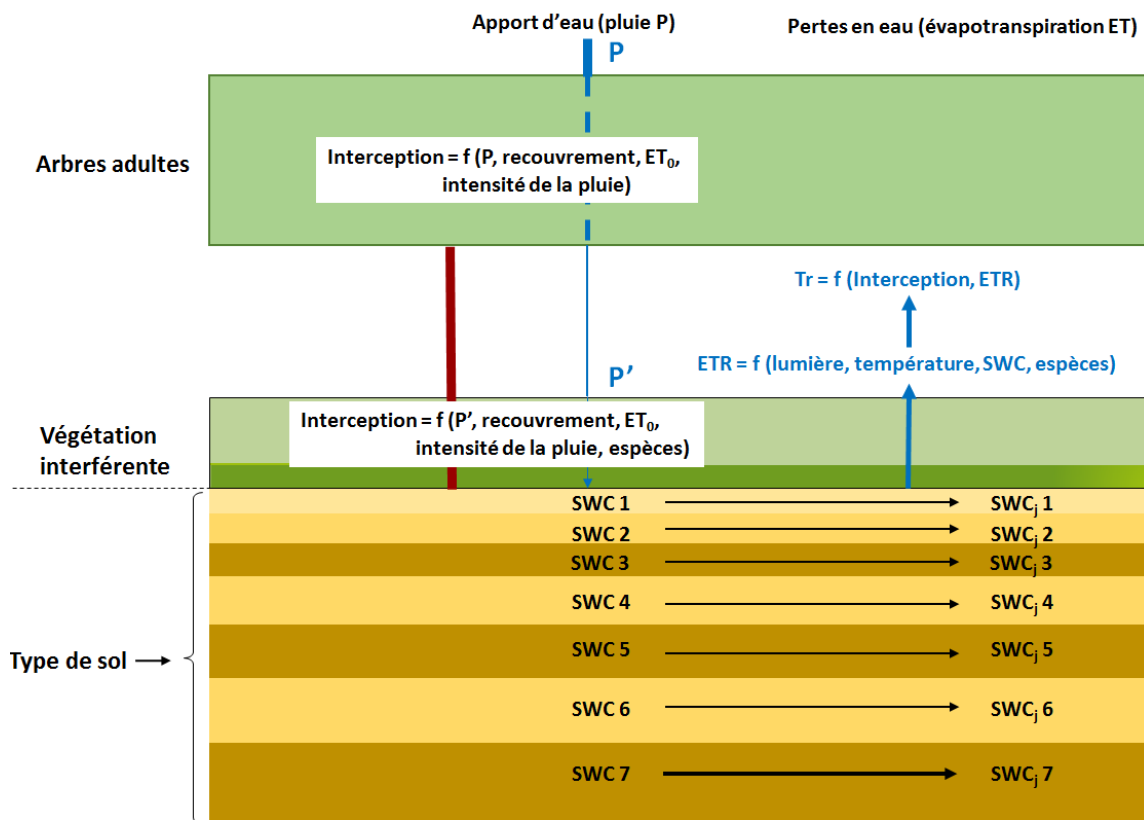 Apport d'eau (pluie P)
Pertes en eau (évapotranspiration ET)
P
Arbres adultes
Interception = f (P, recouvrement, ET₀,
intensité de la pluie)
Tr = f (Interception, ETR)
ETR = f (lumière, température, SWC, espèces)
P’
Végétation
interférente
Interception = f (P’, recouvrement, ET₀,
intensité de la pluie, espèces)
SWC 1
SWCⱼ 1
SWC 2
SWCⱼ 2
SWC 3
SWCⱼ 3
SWC 4
SWCⱼ 4
Type de sol
SWC 5
SWCⱼ 5
SWC 6
SWCⱼ 6
SWC 7
SWCⱼ 7